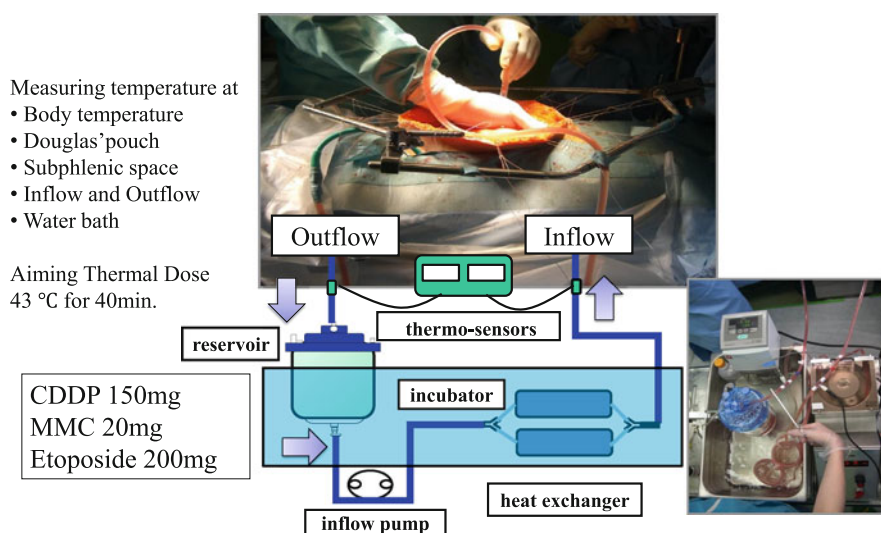 Measuring temperature at
• Body temperature
• Douglas’pouch
• Subphlenic space
• Inflow and Outflow
• Water bath
Aiming Thermal Dose
43 ℃ for 40min.
Outflow
Inflow
thermo-sensors
reservoir
CDDP 150mg
MMC 20mg
Etoposide 200mg
incubator
heat exchanger
inflow pump